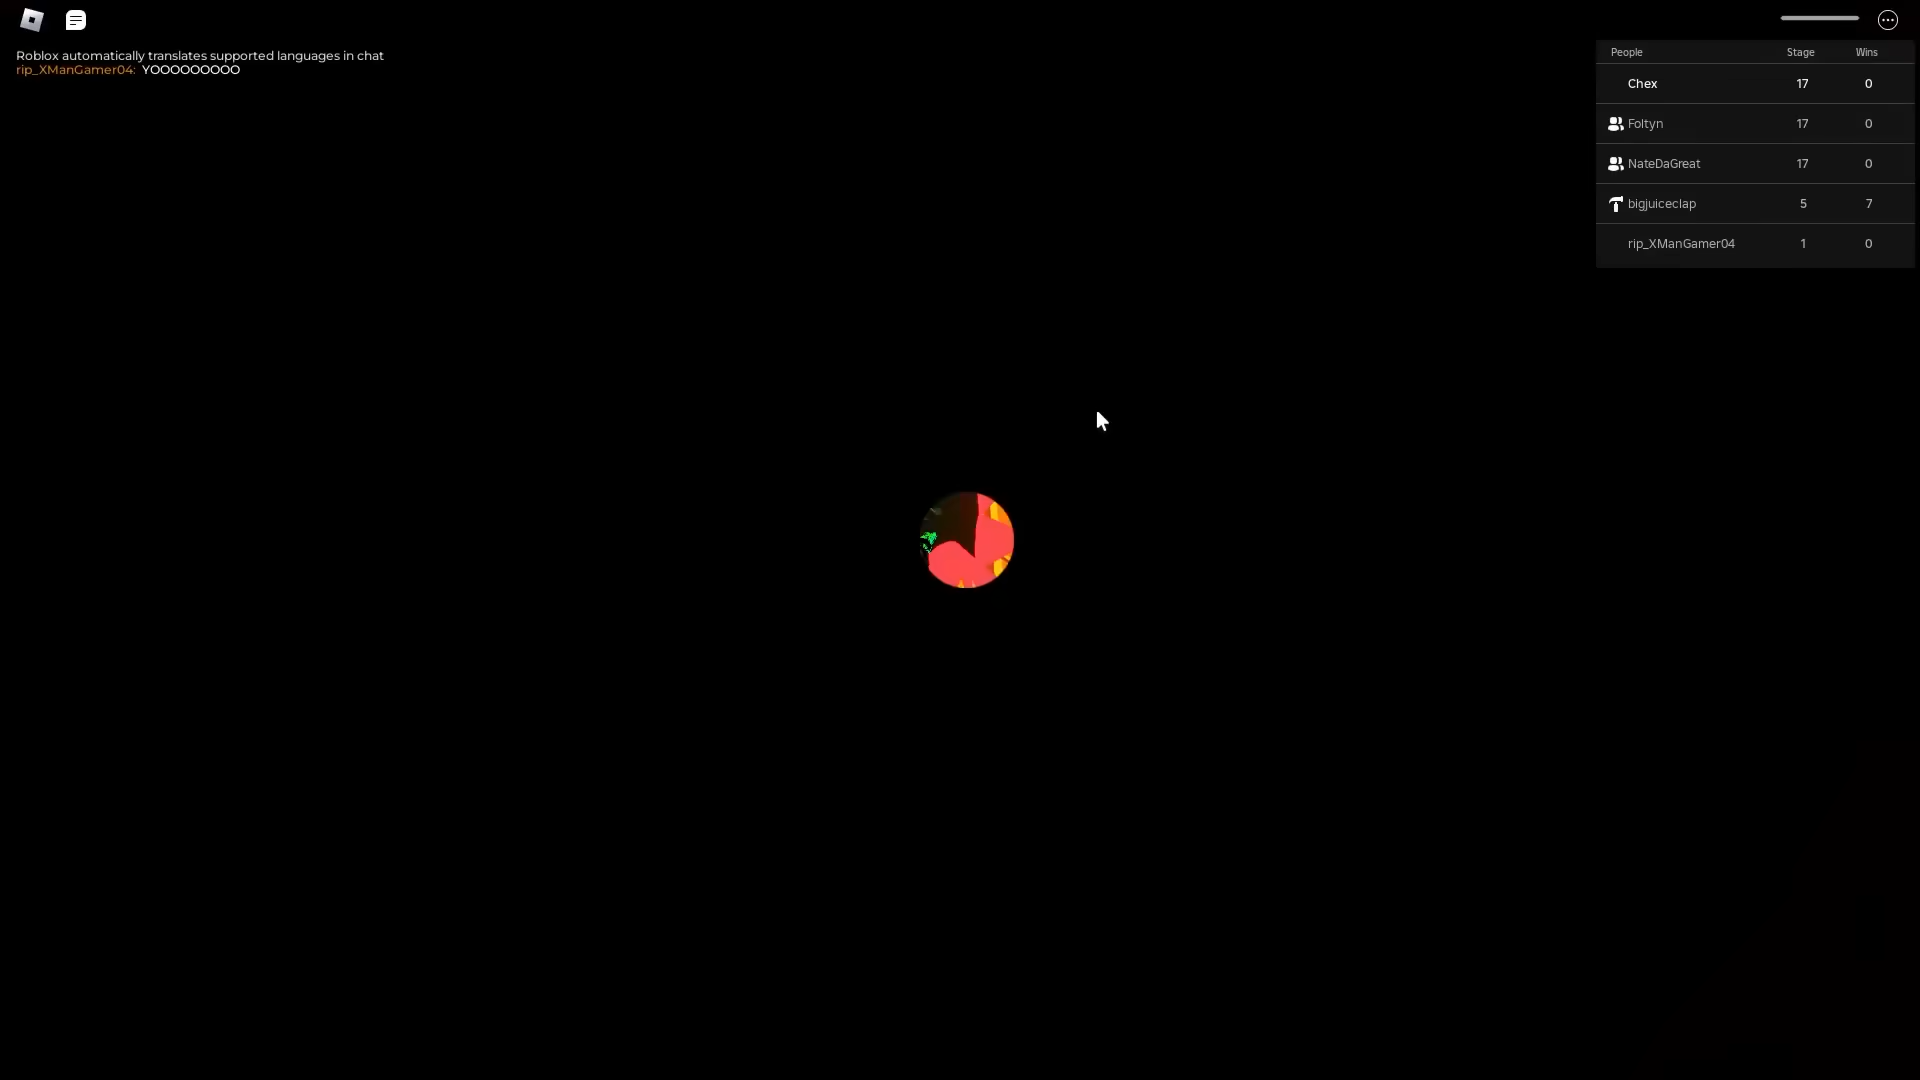 Roblox automatically translates supported languages in chat
rip_XManGamer04: YOOOOOOOOO
People Stage Wins
Chex 17 0
Foltyn 17 0
NateDaGreat 17 0
bigjuiceclap 5 7
rip_XManGamer04 1 0